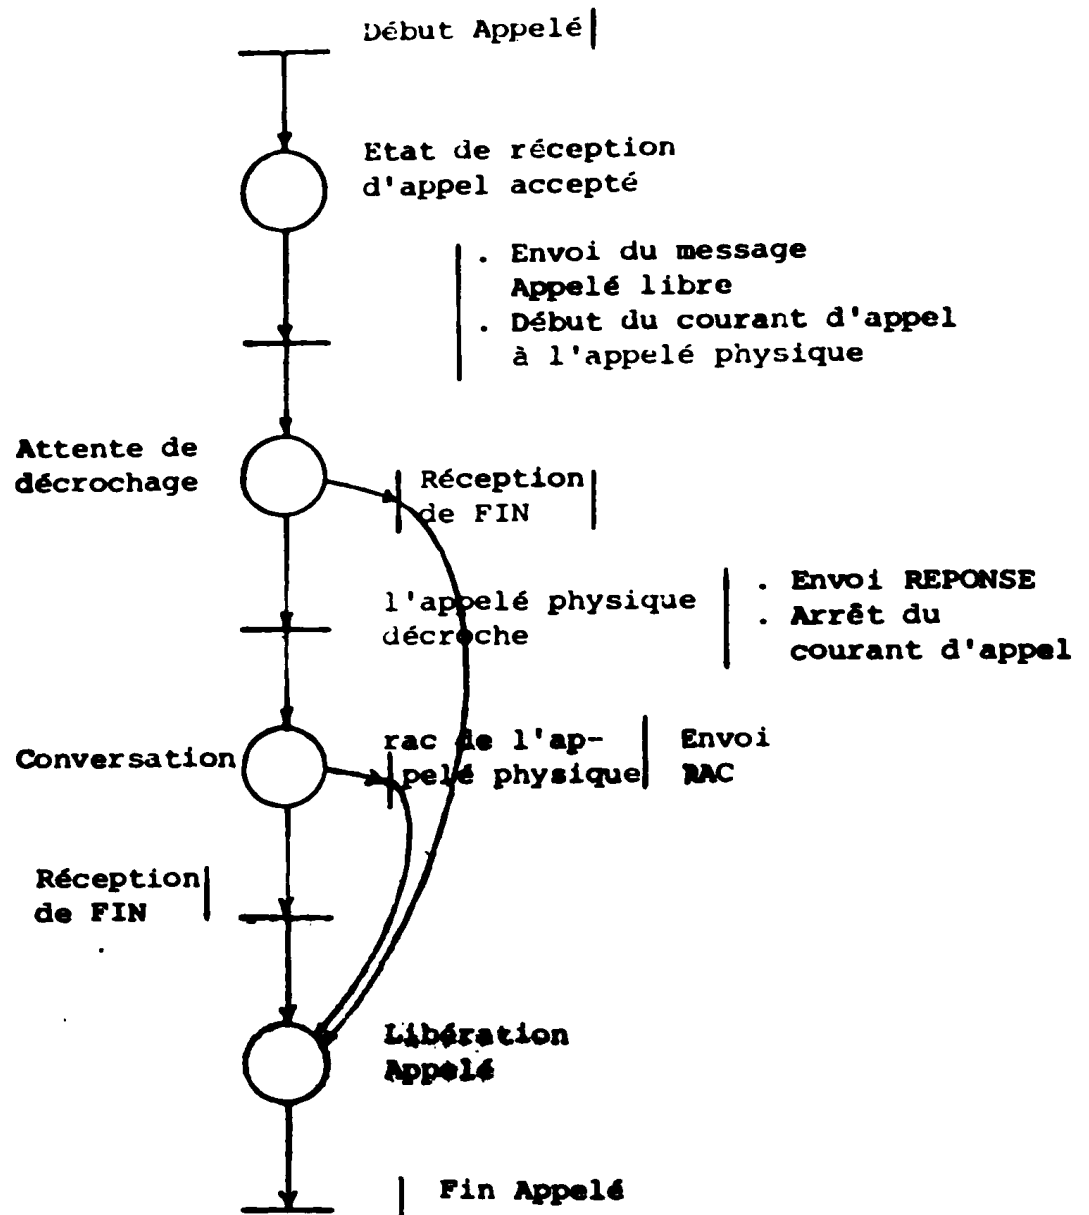 Début Appelé
Etat de réception
d'appel accepté
. Envoi du message
Appelé libre
. Début du courant d'appel
à l'appelé physique
Attente de
décrochage
Réception
de FIN
l'appelé physique
décroche
. Envoi REPONSE
. Arrêt du
courant d'appel
Conversation
rac de l'ap-
pelé physique
Envoi
RAC
Réception
de FIN
Libération
Appelé
Fin Appelé